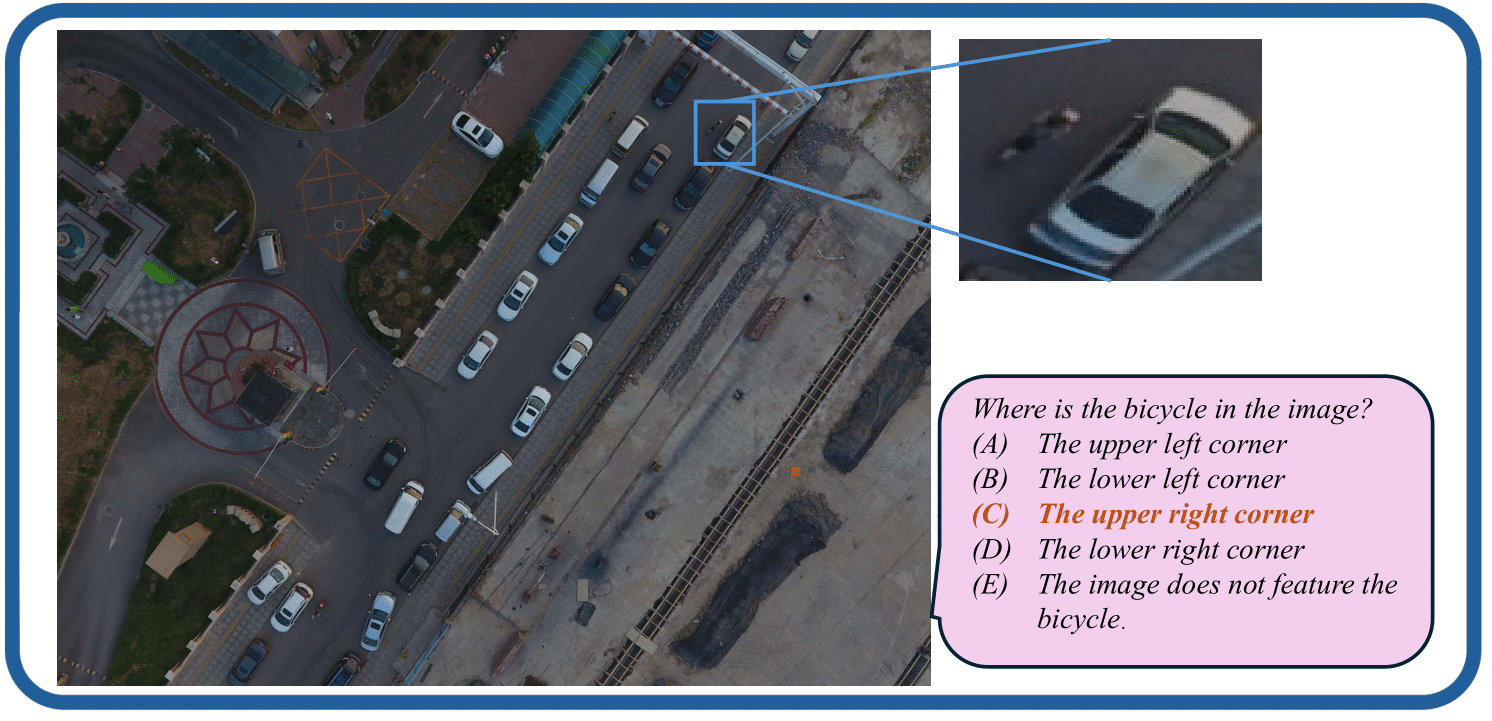 Where is the bicycle in the image?
(A) The upper left corner
(B) The lower left corner
(C) The upper right corner
(D) The lower right corner
(E) The image does not feature the
bicycle.